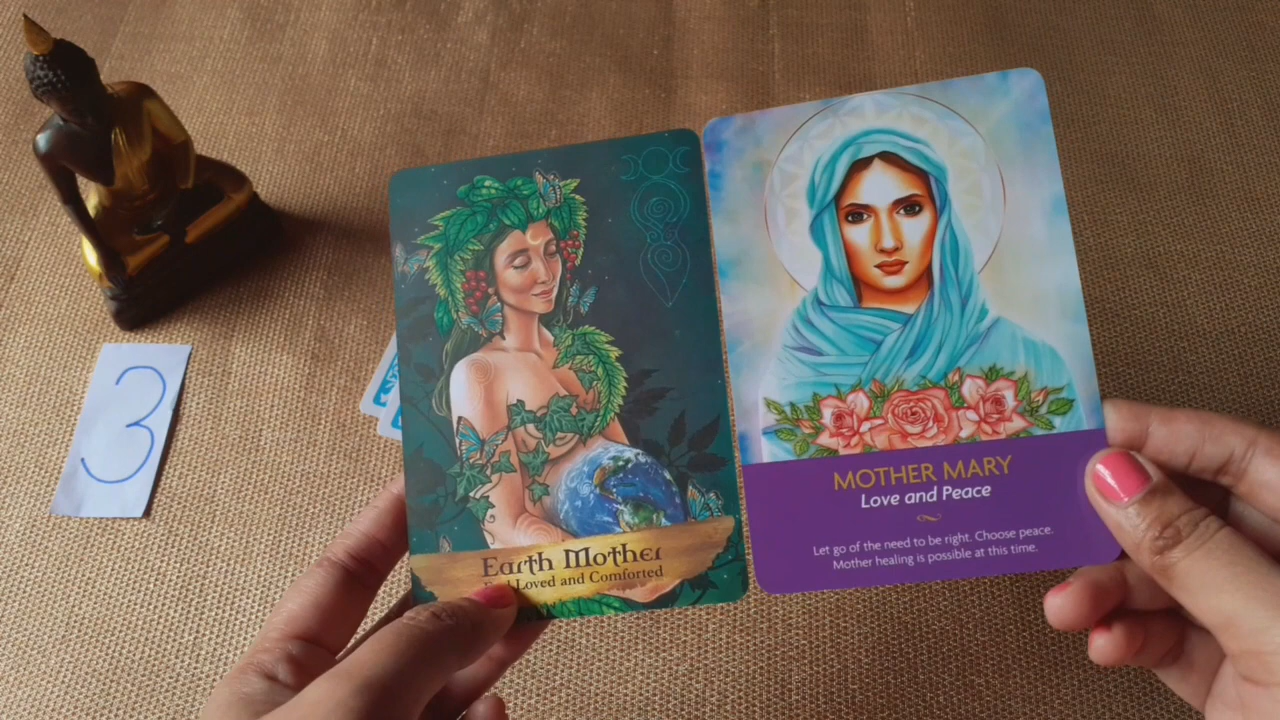 3
Earth Mother
Loved and Comforted
MOTHER MARY
Love and Peace
Let go of the need to be right. Choose peace.
Mother healing is possible at this time.